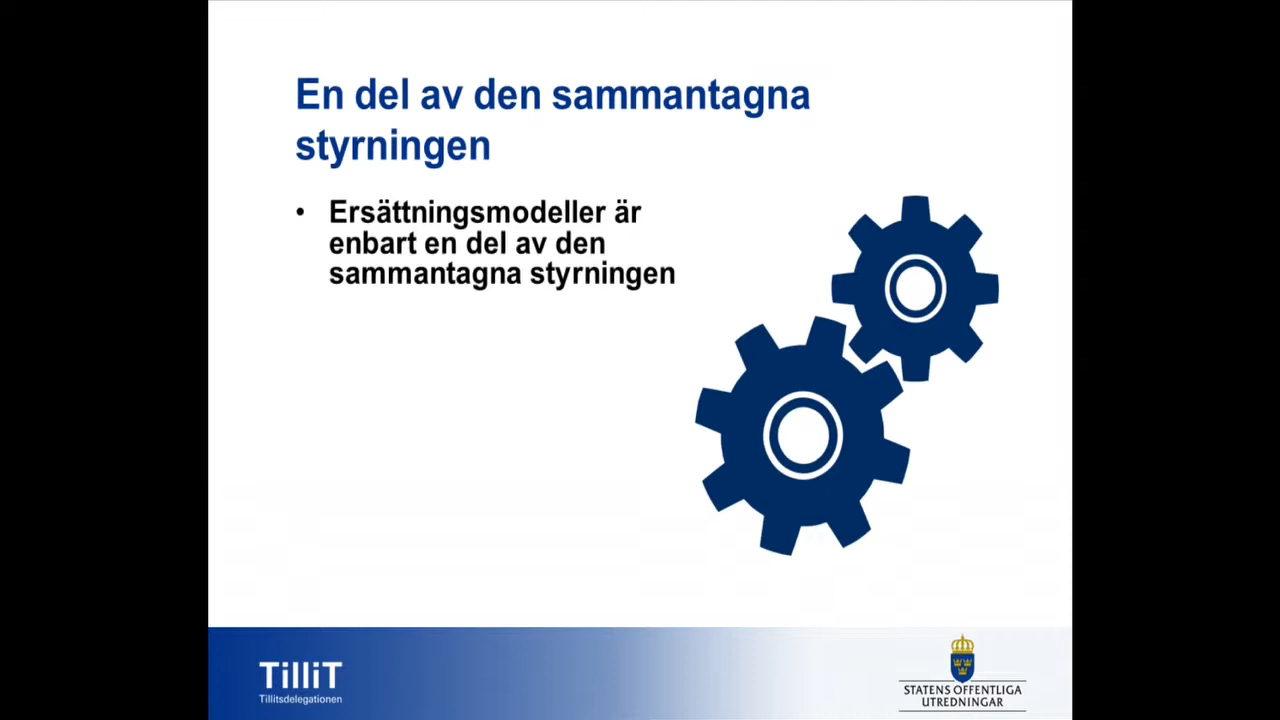 En del av den sammantagna
styrningen
• Ersättningsmodeller är
enbart en del av den
sammantagna styrningen
TilliT
Tillitsdelegationen
STATENS OFFENTLIGA
UTREDNINGAR